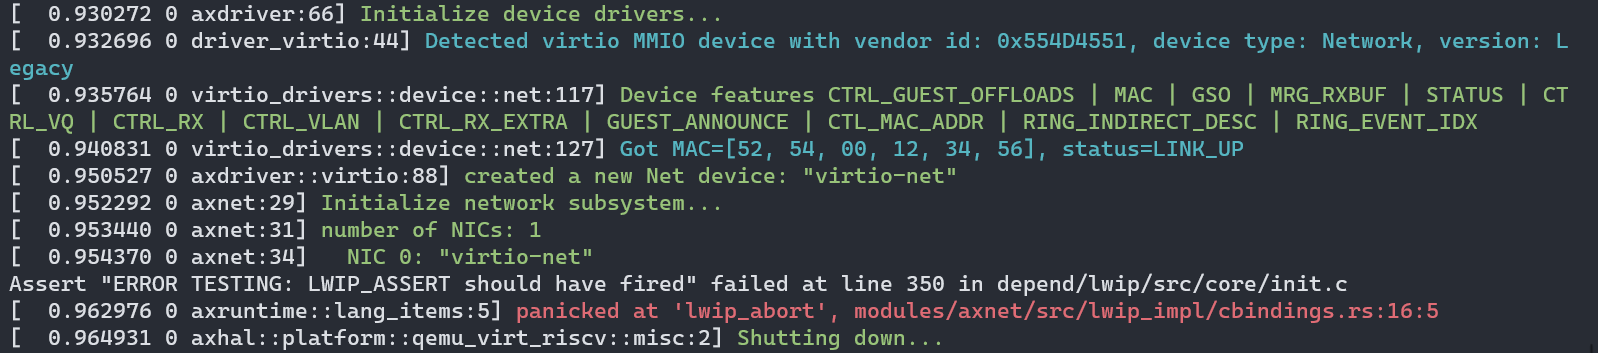 [  0.930272 0 axdriver:66] Initialize device drivers...
[  0.932696 0 driver_virtio:44] Detected virtio MMIO device with vendor id: 0x554D4551, device type: Network, version: L
egacy
[  0.935764 0 virtio_drivers::device::net:117] Device features CTRL_GUEST_OFFLOADS | MAC | GSO | MRG_RXBUF | STATUS | CT
RL_VQ | CTRL_RX | CTRL_VLAN | CTRL_RX_EXTRA | GUEST_ANNOUNCE | CTL_MAC_ADDR | RING_INDIRECT_DESC | RING_EVENT_IDX
[  0.940831 0 virtio_drivers::device::net:127] Got MAC=[52, 54, 00, 12, 34, 56], status=LINK_UP
[  0.950527 0 axdriver::virtio:88] created a new Net device: "virtio-net"
[  0.952292 0 axnet:29] Initialize network subsystem...
[  0.953440 0 axnet:31] number of NICs: 1
[  0.954370 0 axnet:34]   NIC 0: "virtio-net"
Assert "ERROR TESTING: LWIP_ASSERT should have fired" failed at line 350 in depend/lwip/src/core/init.c
[  0.962976 0 axruntime::lang_items:5] panicked at 'lwip_abort', modules/axnet/src/lwip_impl/cbindings.rs:16:5
[  0.964931 0 axhal::platform::qemu_virt_riscv::misc:2] Shutting down...